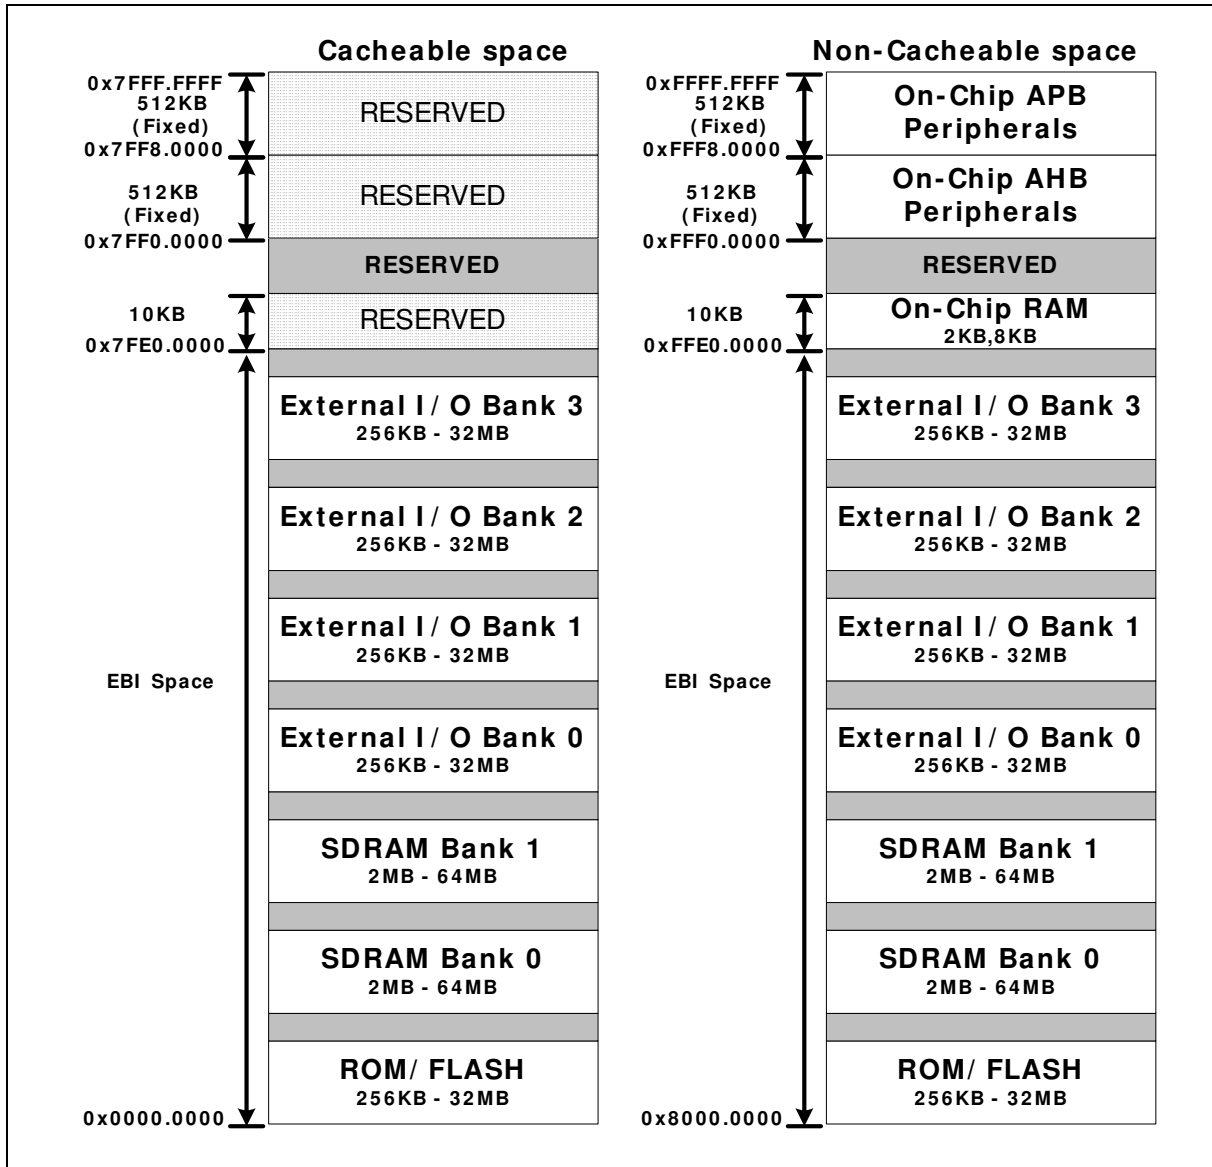 Cacheable space
0x7FFF.FFFF
512KB
(Fixed)
0x7FF8.0000
512KB
(Fixed)
0x7FF0.0000
10KB
0x7FE0.0000
EBI Space
0x0000.0000
RESERVED
RESERVED
RESERVED
RESERVED
External I/O Bank 3
256KB - 32MB
External I/O Bank 2
256KB - 32MB
External I/O Bank 1
256KB - 32MB
External I/O Bank 0
256KB - 32MB
SDRAM Bank 1
2MB - 64MB
SDRAM Bank 0
2MB - 64MB
ROM/ FLASH
256KB - 32MB
Non-Cacheable space
0xFFFF.FFFF
512KB
(Fixed)
0xFFF8.0000
512KB
(Fixed)
0xFFF0.0000
10KB
0xFFE0.0000
EBI Space
0x8000.0000
On-Chip APB
Peripherals
On-Chip AHB
Peripherals
RESERVED
On-Chip RAM
2KB,8KB
External I/O Bank 3
256KB - 32MB
External I/O Bank 2
256KB - 32MB
External I/O Bank 1
256KB - 32MB
External I/O Bank 0
256KB - 32MB
SDRAM Bank 1
2MB - 64MB
SDRAM Bank 0
2MB - 64MB
ROM/ FLASH
256KB - 32MB